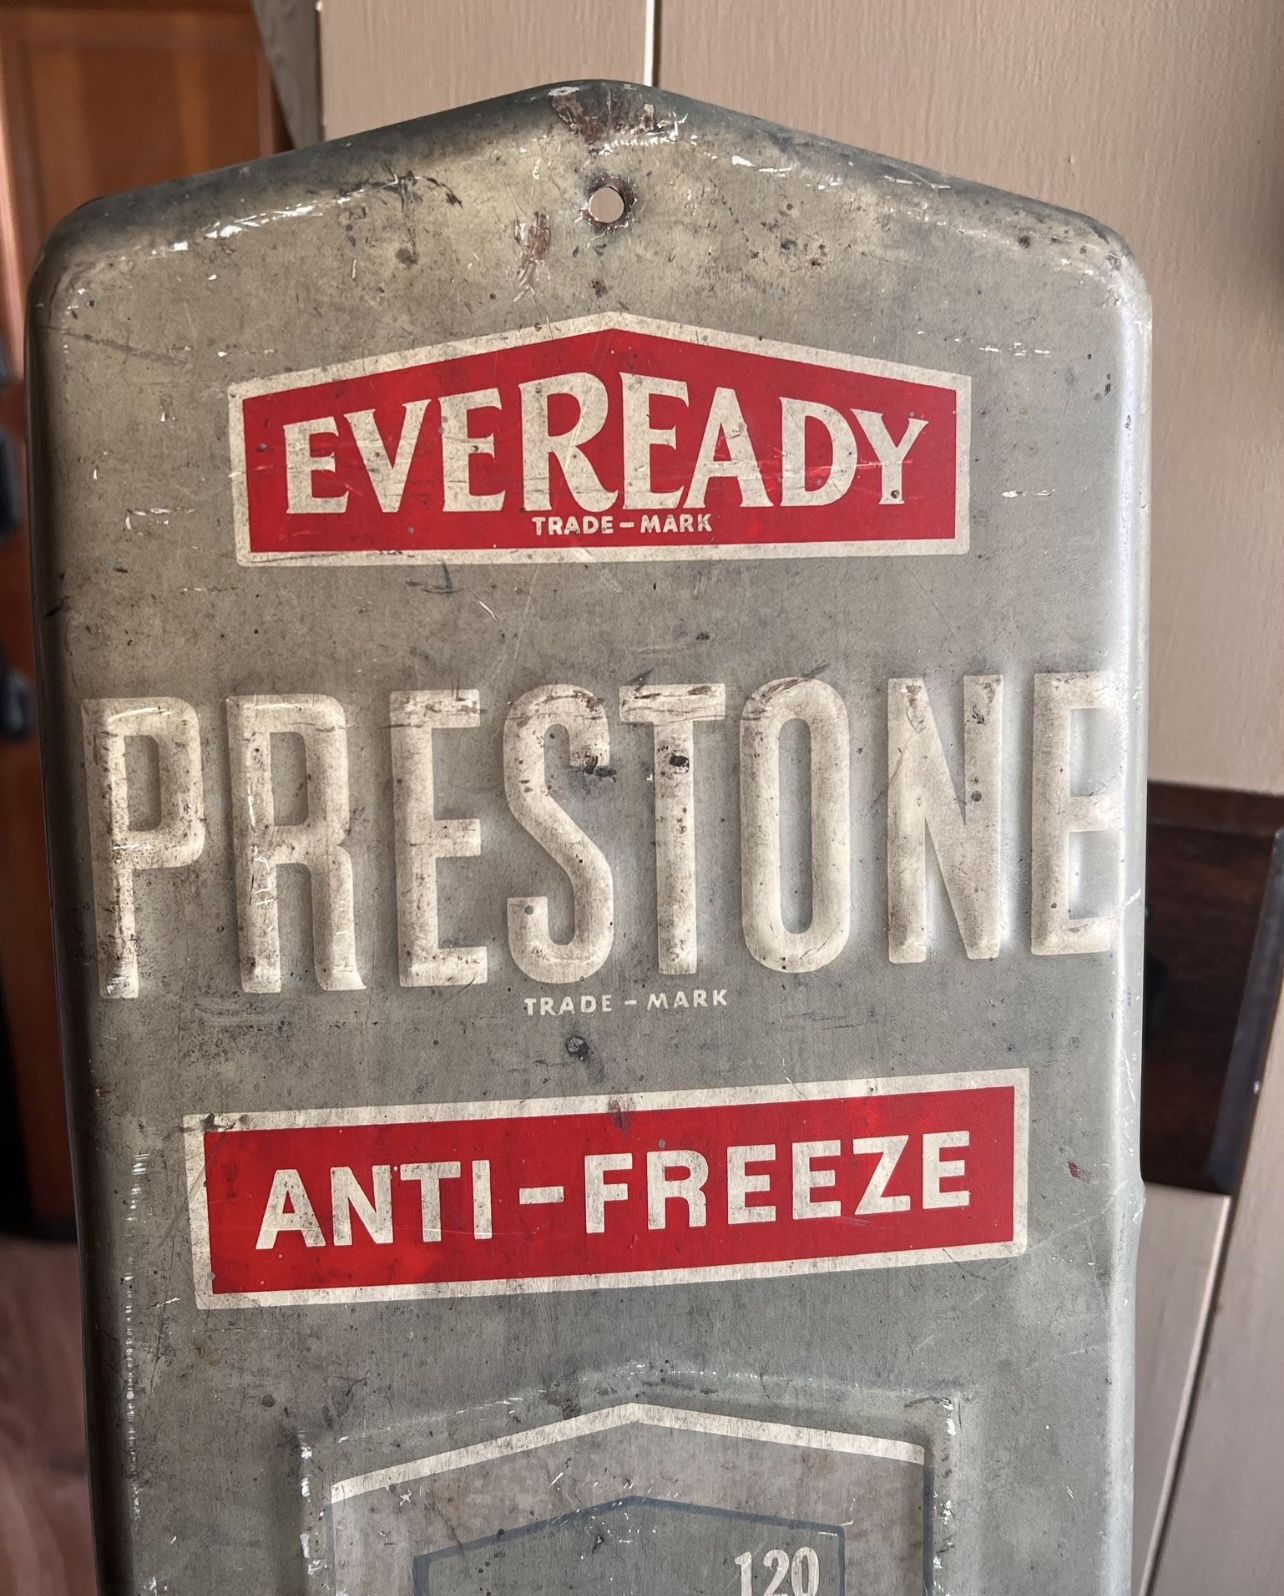 EVEREADY
TRADE-MARK
PRESTONE
TRADE-MARK
ANTI-FREEZE
120